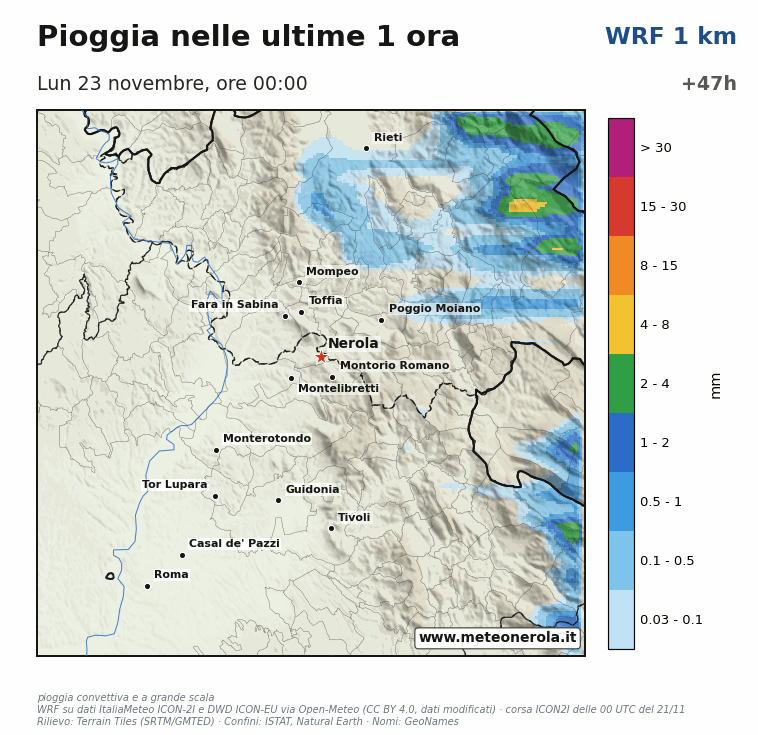 Pioggia nelle ultime 1 ora
WRF 1 km
Lun 23 novembre, ore 00:00
+47h
Rieti
Mompeo
Fara in Sabina
Toffia
Poggio Moiano
Nerola
Montorio Romano
Montelibretti
Monterotondo
Tor Lupara
Guidonia
Tivoli
Casal de' Pazzi
Roma
www.meteonerola.it
> 30
15 - 30
8 - 15
4 - 8
2 - 4
1 - 2
0.5 - 1
0.1 - 0.5
0.03 - 0.1
mm
pioggia convettiva e a grande scala
WRF su dati ItaliaMeteo ICON-2I e DWD ICON-EU via Open-Meteo (CC BY 4.0, dati modificati) · corsa ICON2I delle 00 UTC del 21/11
Rilievo: Terrain Tiles (SRTM/GMTED) · Confini: ISTAT, Natural Earth · Nomi: GeoNames